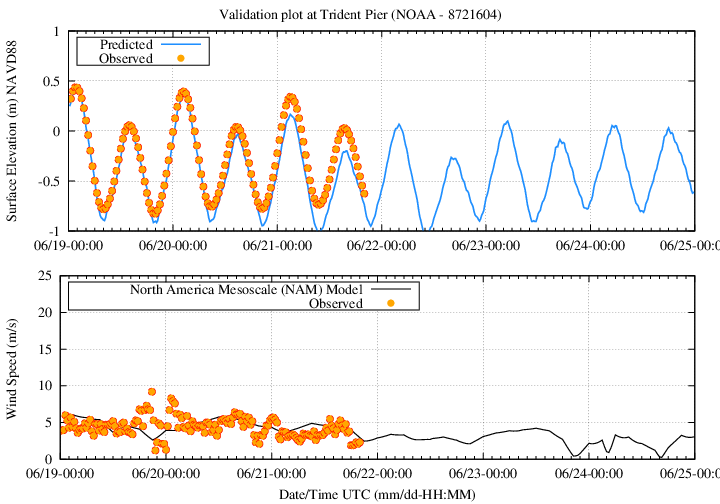 Validation plot at Trident Pier (NOAA - 8721604)
1
0.5
0
-0.5
-1
Surface Elevation (m) NAVD88
Predicted
Observed
06/19-00:00 06/20-00:00 06/21-00:00 06/22-00:00 06/23-00:00 06/24-00:00 06/25-00:00
25
20
15
10
5
0
Wind Speed (m/s)
North America Mesoscale (NAM) Model
Observed
06/19-00:00 06/20-00:00 06/21-00:00 06/22-00:00 06/23-00:00 06/24-00:00 06/25-00:00
Date/Time UTC (mm/dd-HH:MM)